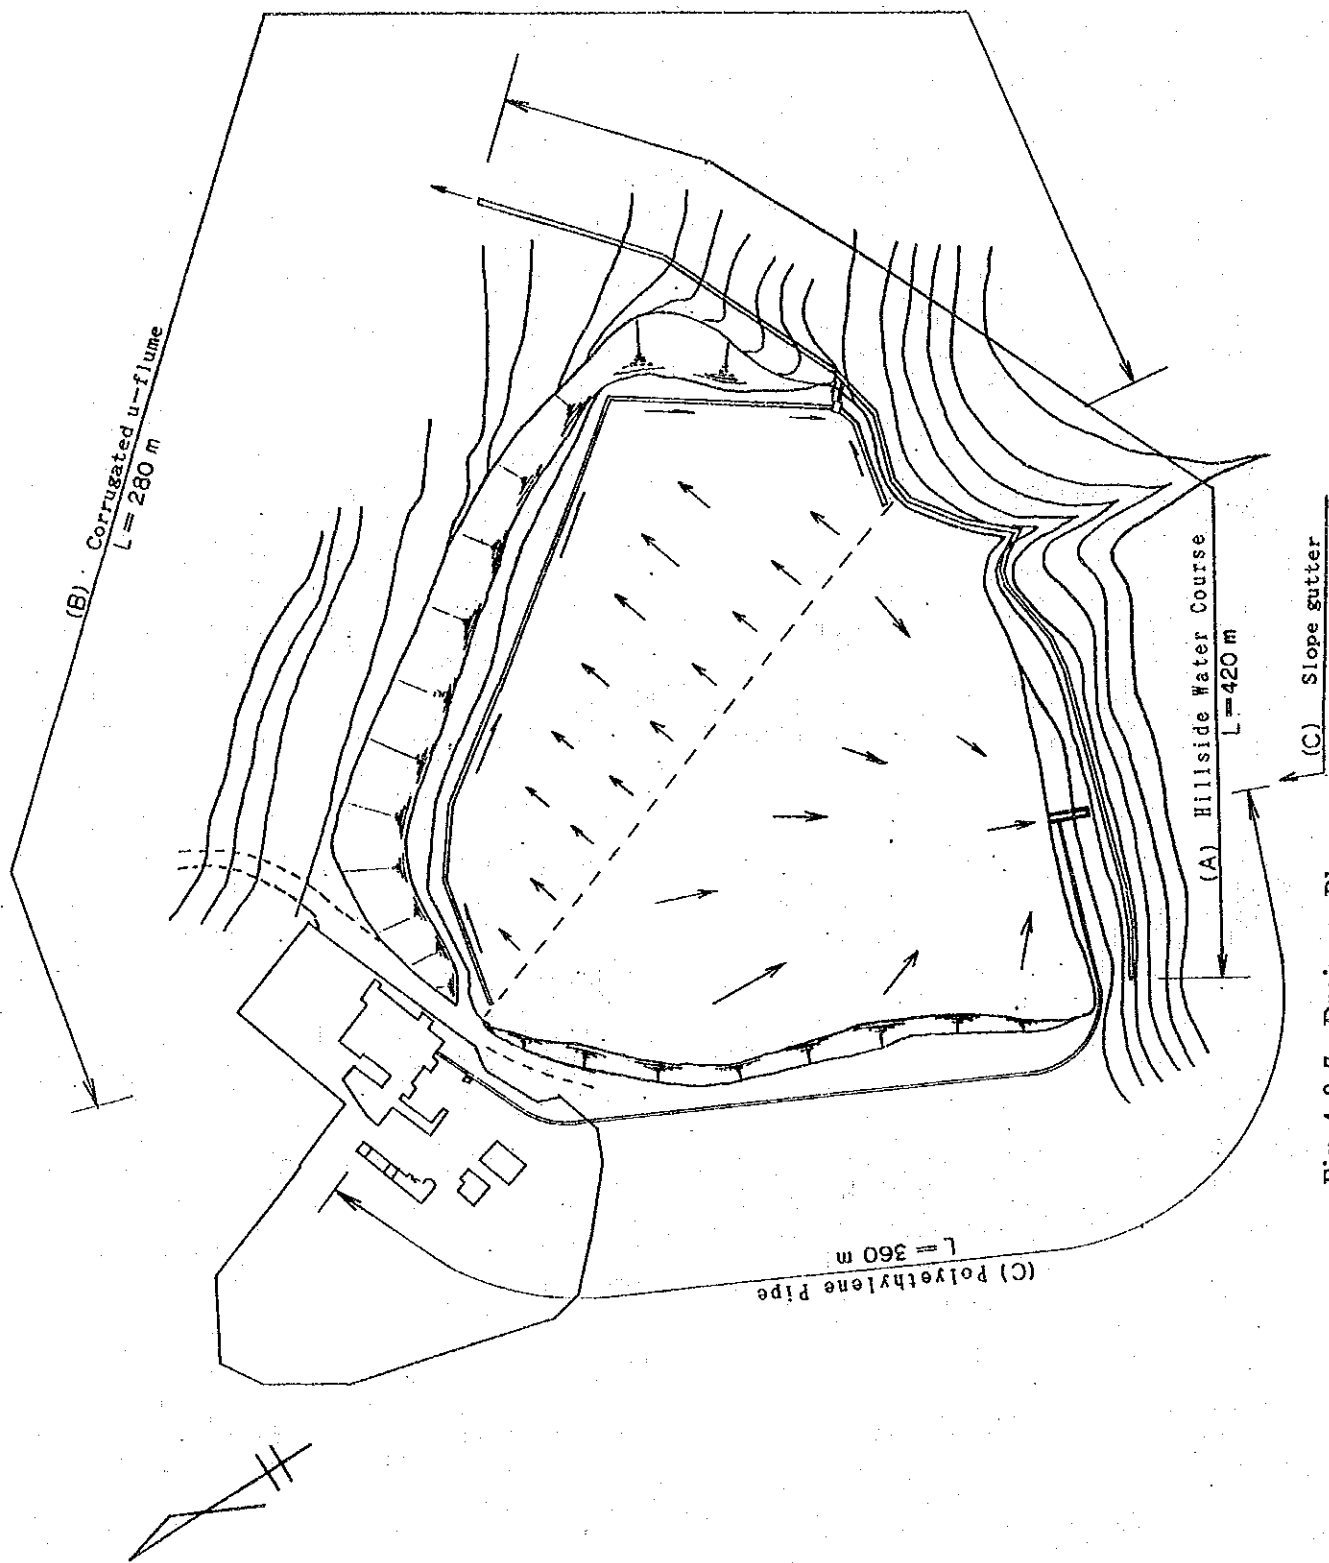 (B) Corrugated u-flume
L = 280 m
(A) Hillside Water Course
L = 420 m
(C) Slope gutter
(C) Polyethylene Pipe
L = 360 m